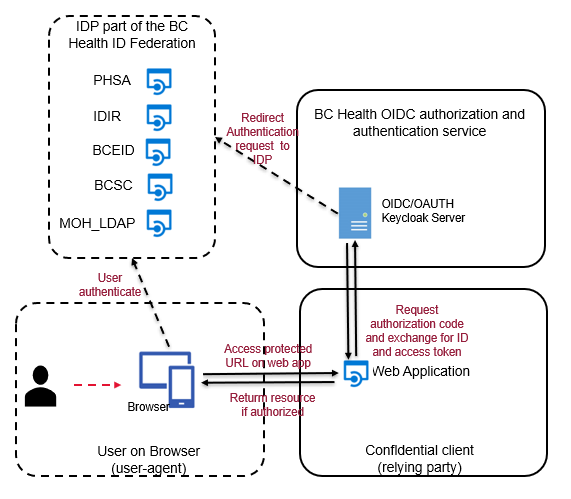 IDP part of the BC
Health ID Federation
PHSA
IDIR
BCEID
BCSC
MOH_LDAP
Redirect
Authentication
request to
IDP
BC Health OIDC authorization and
authentication service
OIDC/OAUTH
Keycloak Server
User
authenticate
Request
authorization code
and exchange for ID
and access token
Access protected
URL on web app
Web Application
Return resource
if authorized
Browser
User on Browser
(user-agent)
Confidential client
(relying party)